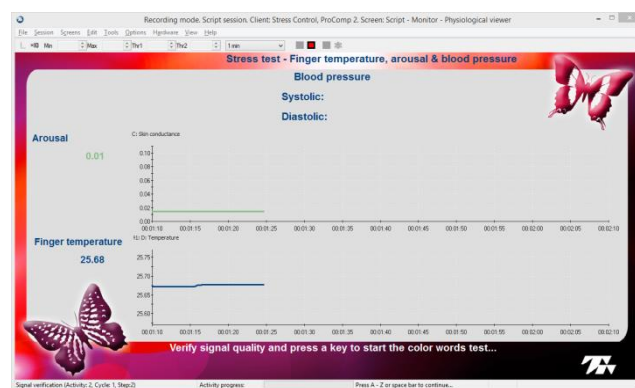 Recording mode. Script session. Client: Stress Control, ProComp 2. Screen: Script - Monitor - Physiological viewer
File Session Screens Edit Tools Options Hardware View Help
Min Max Thr1 Thr2 1 min
Stress test - Finger temperature, arousal & blood pressure
Blood pressure
Systolic:
Diastolic:
Arousal
0.01
C: Skin conductance
0.10
0.08
0.06
0.04
0.02
0.00
00:01:10 00:01:15 00:01:20 00:01:25 00:01:30 00:01:35 00:01:40 00:01:45 00:01:50 00:01:55 00:02:00 00:02:05 00:02:10
Finger temperature
25.68
D: Temperature
25.75
25.70
25.65
25.60
00:01:10 00:01:15 00:01:20 00:01:25 00:01:30 00:01:35 00:01:40 00:01:45 00:01:50 00:01:55 00:02:00 00:02:05 00:02:10
Verify signal quality and press a key to start the color words test...
Signal verification (Activity: 2, Cycle: 1, Step:2) Activity progress: Press A - Z or space bar to continue...